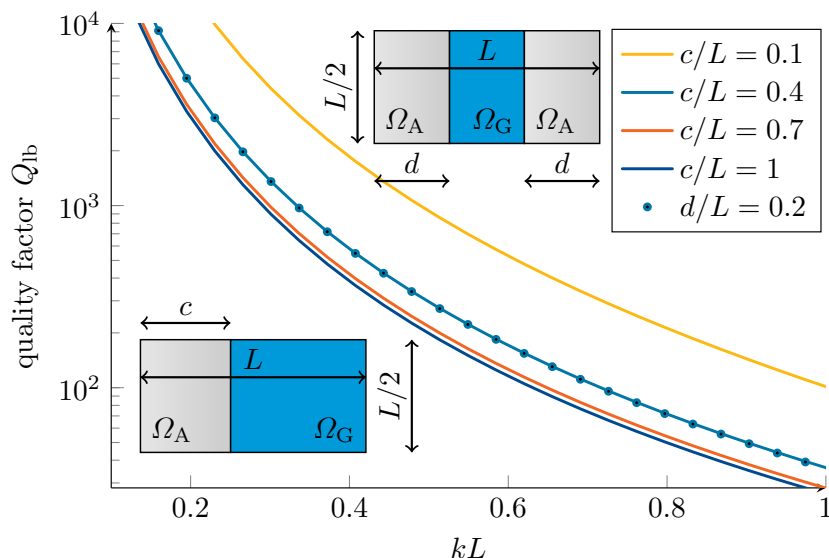 quality factor Q_lb
10^4
10^3
10^2
0.2
0.4
0.6
0.8
1
kL
L
L/2
Ω_A
Ω_G
Ω_A
d
d
c/L = 0.1
c/L = 0.4
c/L = 0.7
c/L = 1
d/L = 0.2
c
L
L/2
Ω_A
Ω_G